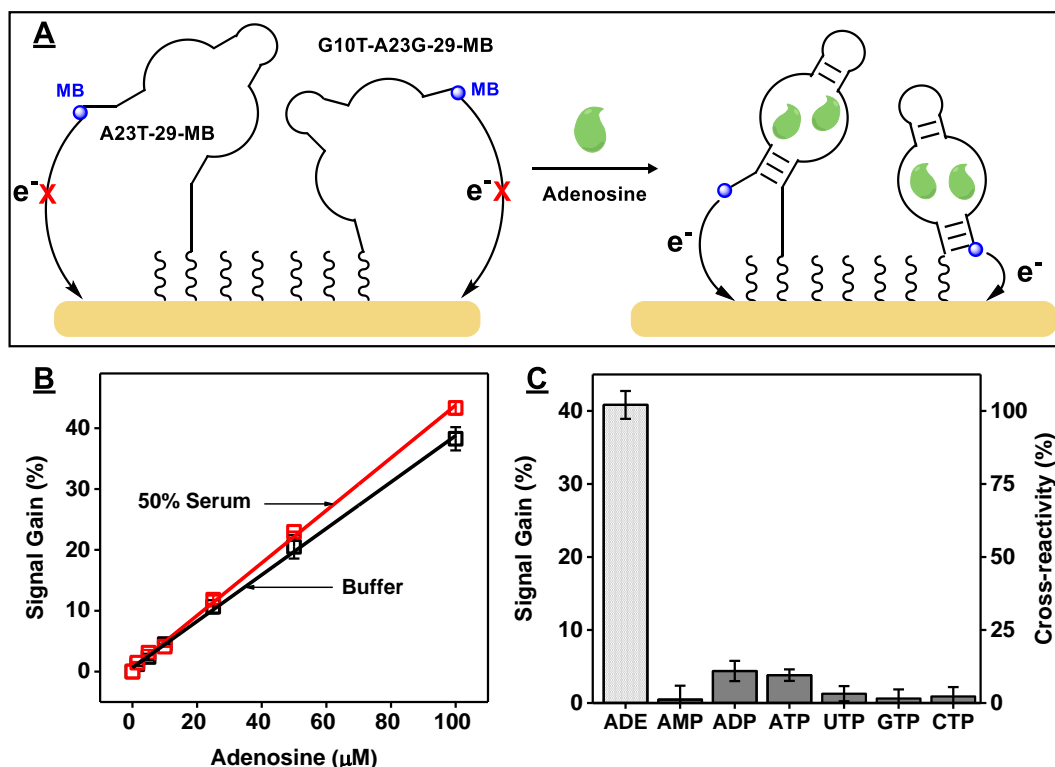 A
G10T-A23G-29-MB
MB
MB
A23T-29-MB
e-
X
e-
X
Adenosine
e-
e-
B
Signal Gain (%)
40
30
20
10
0
50% Serum
Buffer
0 20 40 60 80 100
Adenosine (μM)
C
Signal Gain (%)
40
30
20
10
0
100
75
50
25
0
Cross-reactivity (%)
ADE AMP ADP ATP UTP GTP CTP